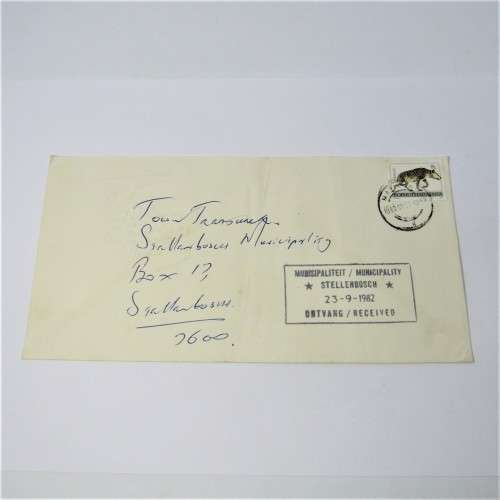 Town Treasurer
Stellenbosch Municipality
Box 17,
Stellenbosch.
7600.
MUNISIPALITEIT / MUNICIPALITY
★ STELLENBOSCH ★
23-9-1982
ONTVANG / RECEIVED